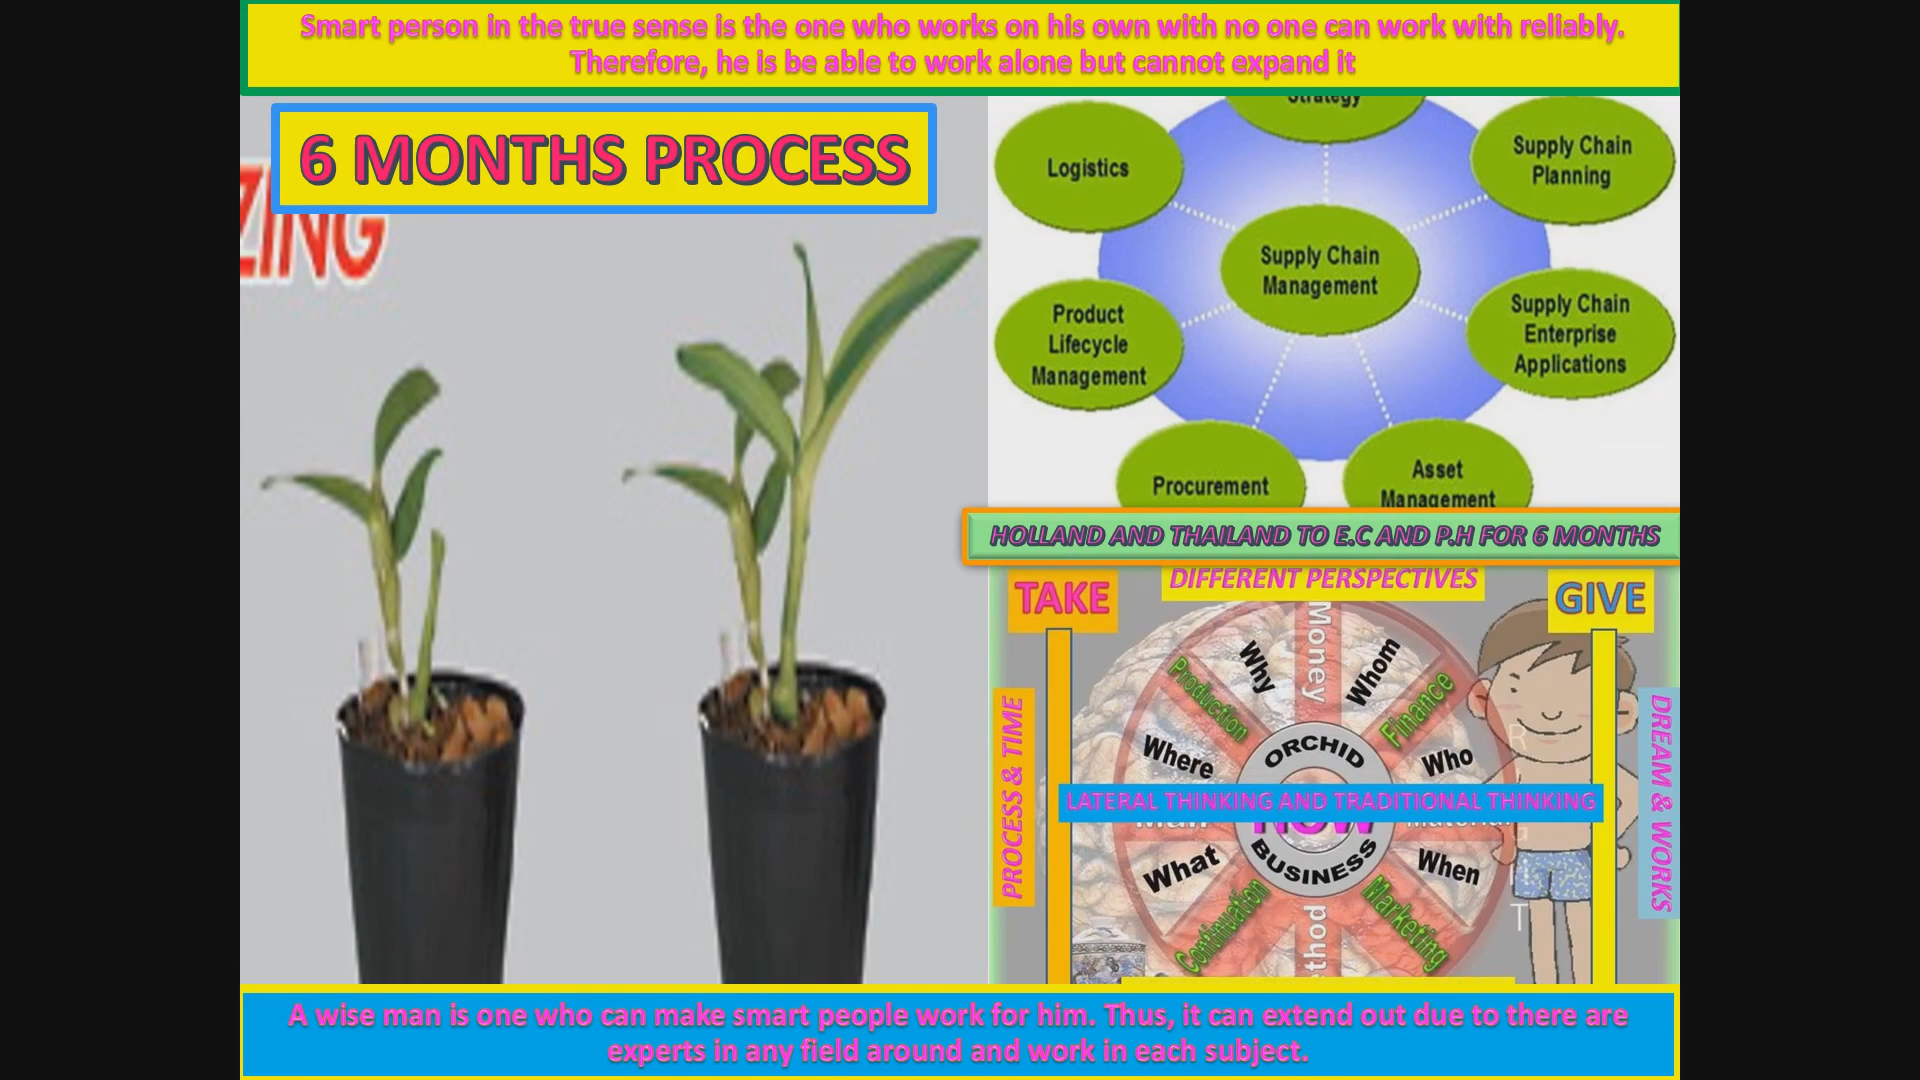 Smart person in the true sense is the one who works on his own with no one can work with reliably.
Therefore, he is be able to work alone but cannot expand it
6 MONTHS PROCESS
ZING
Strategy
Logistics
Supply Chain
Planning
Supply Chain
Management
Product
Lifecycle
Management
Supply Chain
Enterprise
Applications
Procurement
Asset
Management
HOLLAND AND THAILAND TO E.C AND P.H FOR 6 MONTHS
DIFFERENT PERSPECTIVES
TAKE
GIVE
PROCESS & TIME
DREAM & WORKS
Money
Why
Whom
Production
Finance
Where
Who
ORCHID
LATERAL THINKING AND TRADITIONAL THINKING
NOW
BUSINESS
What
When
Continuation
Marketing
A wise man is one who can make smart people work for him. Thus, it can extend out due to there are
experts in any field around and work in each subject.